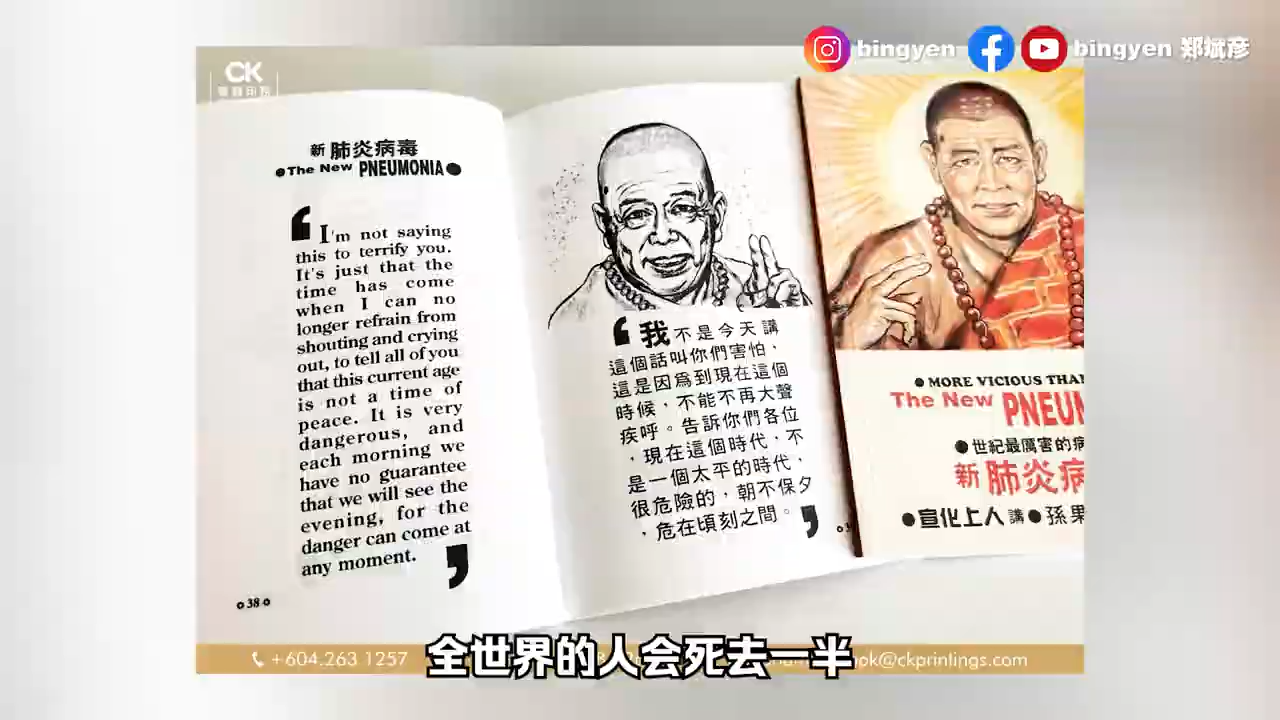 bingyen
bingyen 郑斌彦
CK
新 肺炎病毒
The New PNEUMONIA
I'm not saying
this to terrify you.
It's just that the
time has come
when I can no
longer refrain from
shouting and crying
out, to tell all of you
that this current age
is not a time of
peace. It is very
dangerous, and
each morning we
have no guarantee
that we will see the
evening, for the
danger can come at
any moment.
38
我不是今天講
這個話叫你們害怕，
這是因爲到現在這個
時候，不能不再大聲
疾呼。告訴你們各位
，現在這個時代，不
是一個太平的時代，
很危險的，朝不保夕
，危在頃刻之間。
MORE VICIOUS THAN
The New PNEUM
世紀最厲害的病
新 肺炎病
宣化上人講 孫果
+604.263 1257
ok@ckprintings.com
全世界的人会死去一半